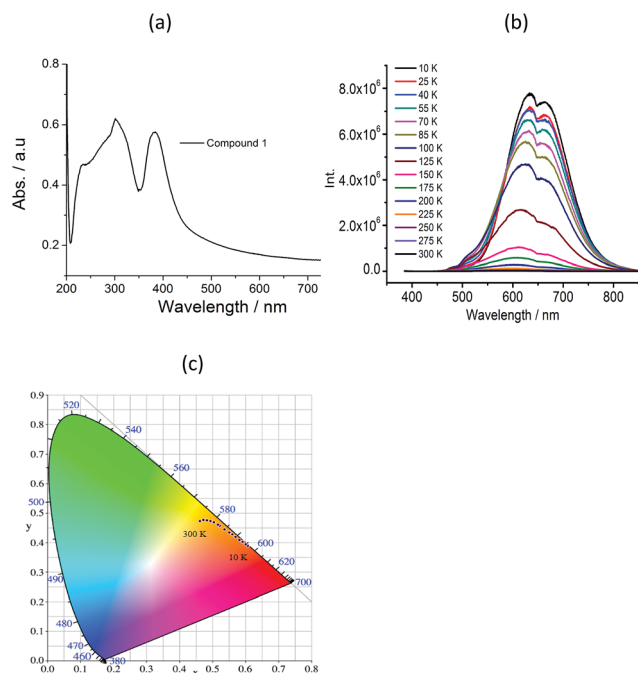 (a)
0.8
0.6
0.4
0.2
Abs. / a.u
Compound 1
200 300 400 500 600 700
Wavelength / nm
(b)
10 K
25 K
40 K
55 K
70 K
85 K
100 K
125 K
150 K
175 K
200 K
225 K
250 K
275 K
300 K
8.0x10⁶
6.0x10⁶
4.0x10⁶
2.0x10⁶
0.0
Int.
400 500 600 700 800
Wavelength / nm
(c)
0.9
0.8
0.7
0.6
0.5
y
0.4
0.3
0.2
0.1
0.0
520
540
560
500
580
300 K
600
10 K
620
490
700
480
470
460
380
0.0 0.1 0.2 0.3 0.4 0.5 0.6 0.7 0.8
x